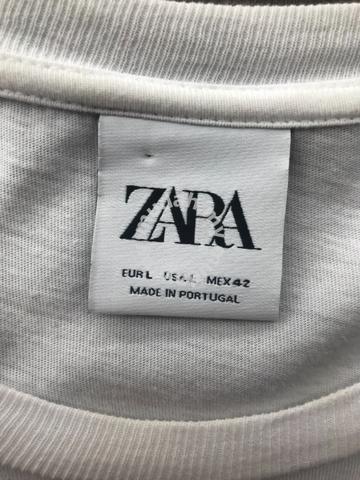 ZARA
EUR L USA L MEX 42
MADE IN PORTUGAL